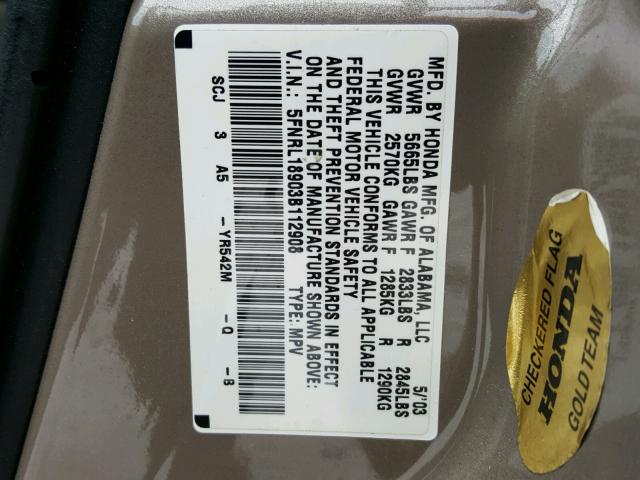 MFD. BY HONDA MFG. OF ALABAMA, LLC 5/'03
GVWR 5665LBS GAWR F 2833LBS R 2845LBS
GVWR 2570KG GAWR F 1285KG R 1290KG
THIS VEHICLE CONFORMS TO ALL APPLICABLE
FEDERAL MOTOR VEHICLE SAFETY
AND THEFT PREVENTION STANDARDS IN EFFECT
ON THE DATE OF MANUFACTURE SHOWN ABOVE:
V.I.N.: 5FNRL18903B112908 TYPE: MPV
SCJ 3 A5 - YR542M - Q - B
CHECKERED FLAG
HONDA
GOLD TEAM